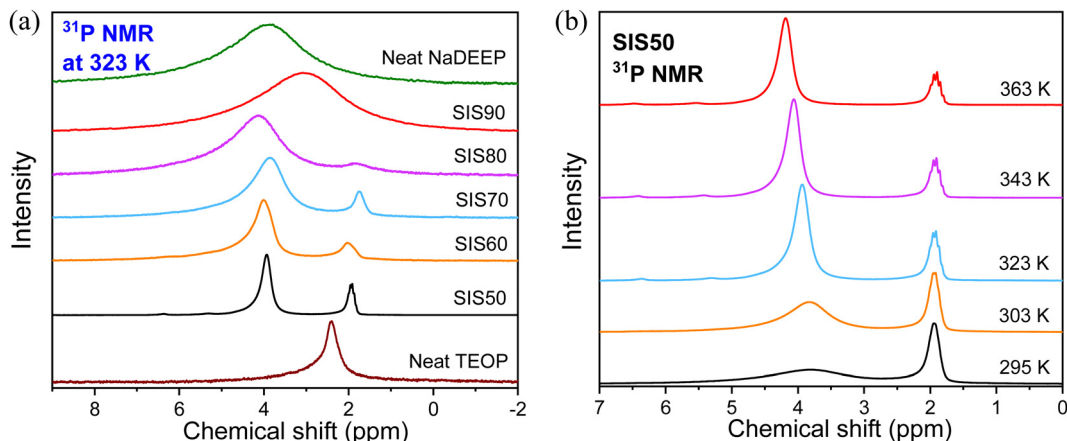 (a)
³¹P NMR
at 323 K
Neat NaDEEP
SIS90
SIS80
SIS70
SIS60
SIS50
Neat TEOP
Intensity
8 6 4 2 0 -2
Chemical shift (ppm)
(b)
SIS50
³¹P NMR
363 K
343 K
323 K
303 K
295 K
Intensity
7 6 5 4 3 2 1 0
Chemical shift (ppm)